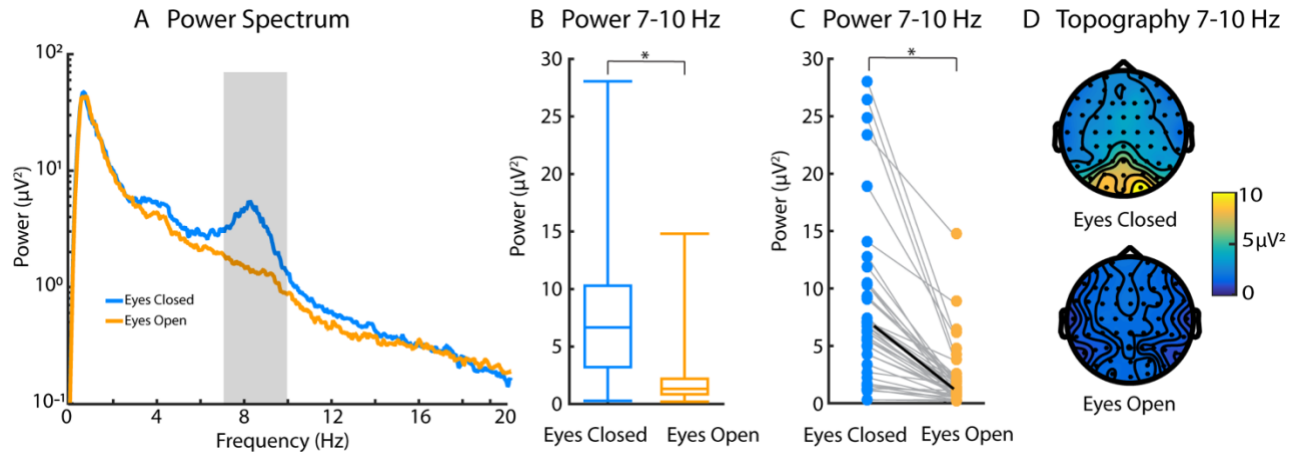 A Power Spectrum
B Power 7-10 Hz
C Power 7-10 Hz
D Topography 7-10 Hz
10²
10¹
10⁰
10⁻¹
Power (µV²)
Eyes Closed
Eyes Open
0
4
8
12
16
20
Frequency (Hz)
30
25
20
15
10
5
0
Power (µV²)
*
Eyes Closed
Eyes Open
30
25
20
15
10
5
0
Power (µV²)
*
Eyes Closed
Eyes Open
Eyes Closed
10
5µV²
0
Eyes Open